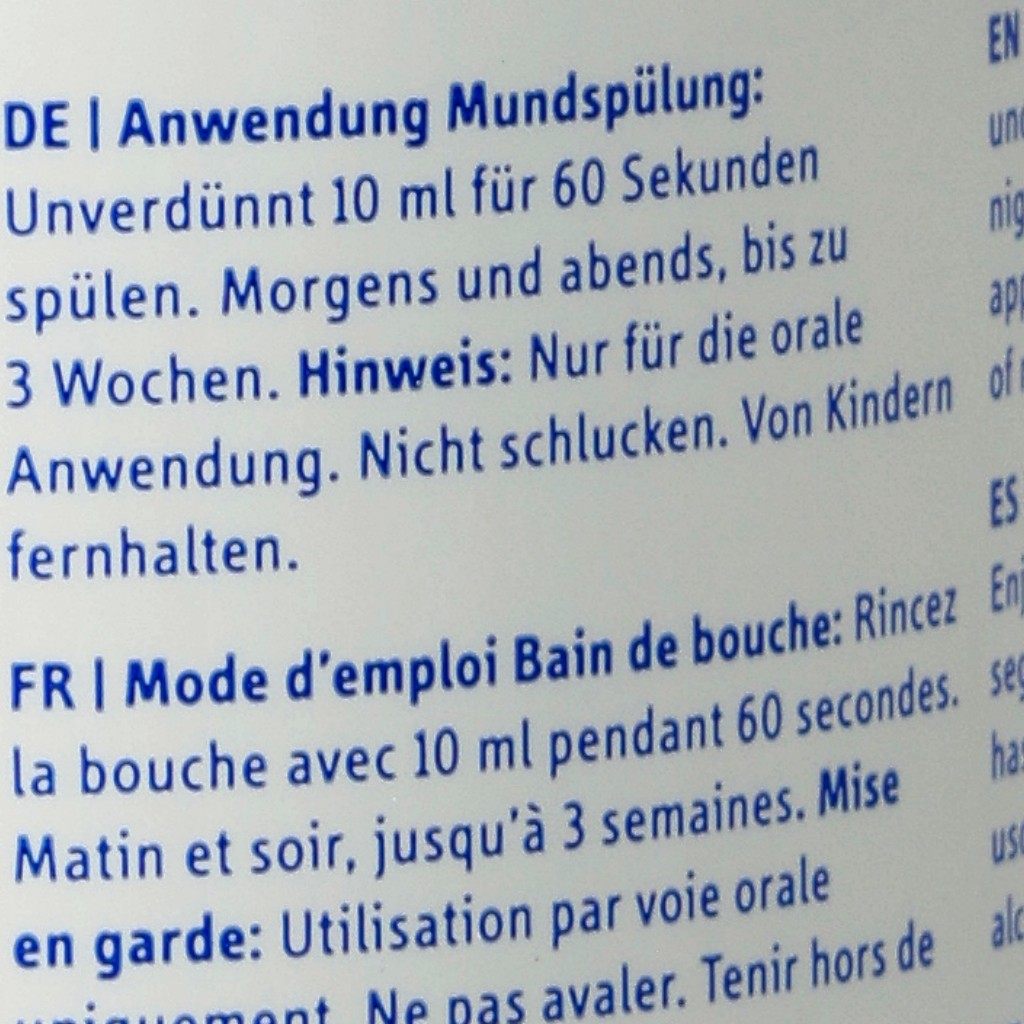 DE | Anwendung Mundspülung:
Unverdünnt 10 ml für 60 Sekunden
spülen. Morgens und abends, bis zu
3 Wochen. Hinweis: Nur für die orale
Anwendung. Nicht schlucken. Von Kindern
fernhalten.
FR | Mode d'emploi Bain de bouche: Rincez
la bouche avec 10 ml pendant 60 secondes.
Matin et soir, jusqu'à 3 semaines. Mise
en garde: Utilisation par voie orale
uniquement. Ne pas avaler. Tenir hors de
EN
ES